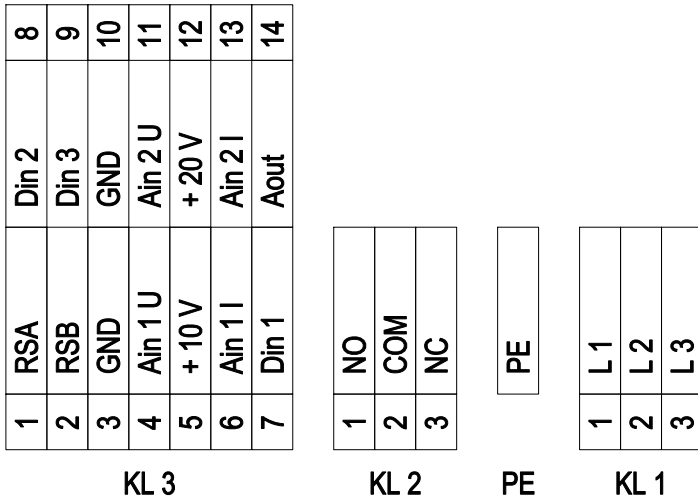 8 9 10 11 12 13 14
Din 2 Din 3 GND Ain 2 U + 20 V Ain 2 I Aout
RSA RSB GND Ain 1 U + 10 V Ain 1 I Din 1
1 2 3 4 5 6 7
KL 3
NO COM NC
1 2 3
KL 2
PE
PE
L 1 L 2 L 3
1 2 3
KL 1